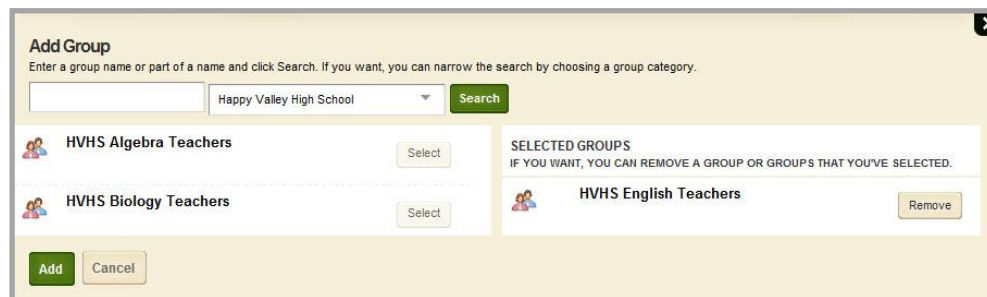 Add Group
Enter a group name or part of a name and click Search. If you want, you can narrow the search by choosing a group category.
Happy Valley High School
Search
HVHS Algebra Teachers
Select
HVHS Biology Teachers
Select
SELECTED GROUPS
IF YOU WANT, YOU CAN REMOVE A GROUP OR GROUPS THAT YOU'VE SELECTED.
HVHS English Teachers
Remove
Add
Cancel